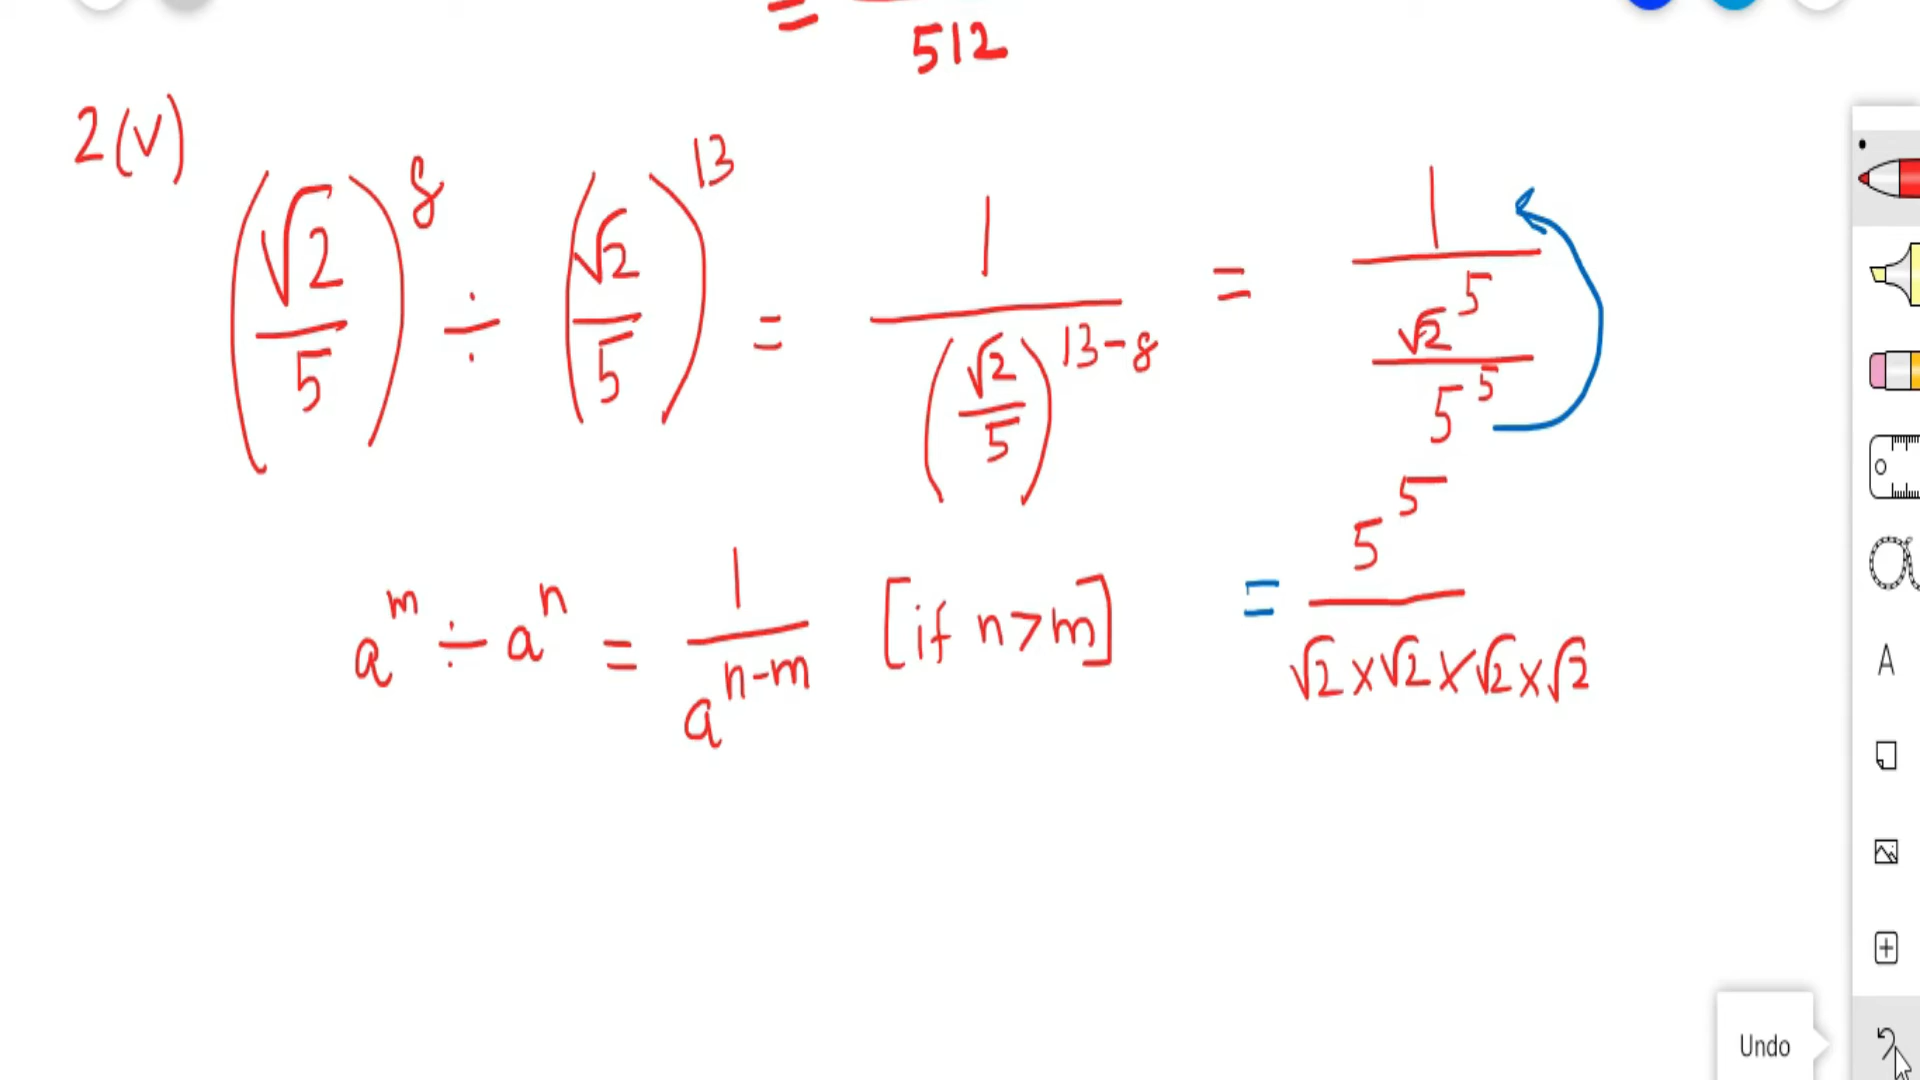 = 512
2(v)
(√2/5)^8 ÷ (√2/5)^13 = 1/(√2/5)^(13-8) = 1/(√2^5/5^5)
a^m ÷ a^n = 1/a^(n-m) [if n>m]
= 5^5/(√2×√2×√2×√2)
A
Undo